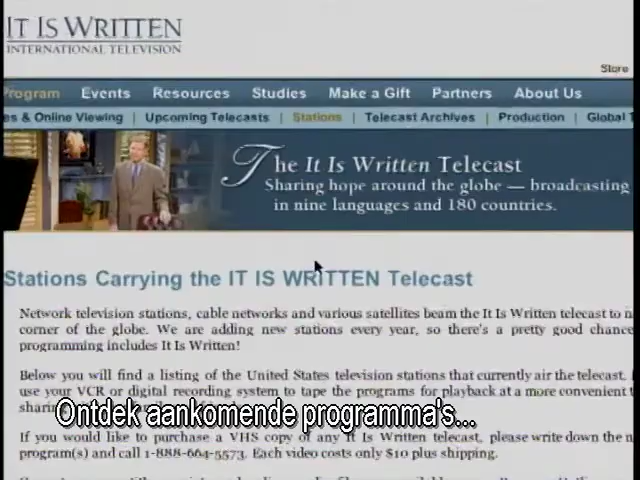 IT IS WRITTEN
INTERNATIONAL TELEVISION
Store
Program Events Resources Studies Make a Gift Partners About Us
es & Online Viewing | Upcoming Telecasts | Stations | Telecast Archives | Production | Global
The It Is Written Telecast
Sharing hope around the globe — broadcasting
in nine languages and 180 countries.
Stations Carrying the IT IS WRITTEN Telecast
Network television stations, cable networks and various satellites beam the It Is Written telecast to
corner of the globe. We are adding new stations every year, so there's a pretty good chance
programming includes It Is Written!
Below you will find a listing of the United States television stations that currently air the telecast.
use your VCR or digital recording system to tape the programs for playback at a more convenient
sharing
Ontdek aankomende programma's...
If you would like to purchase a VHS copy of any It Is Written telecast, please write down the
program(s) and call 1-888-664-5573. Each video costs only $10 plus shipping.